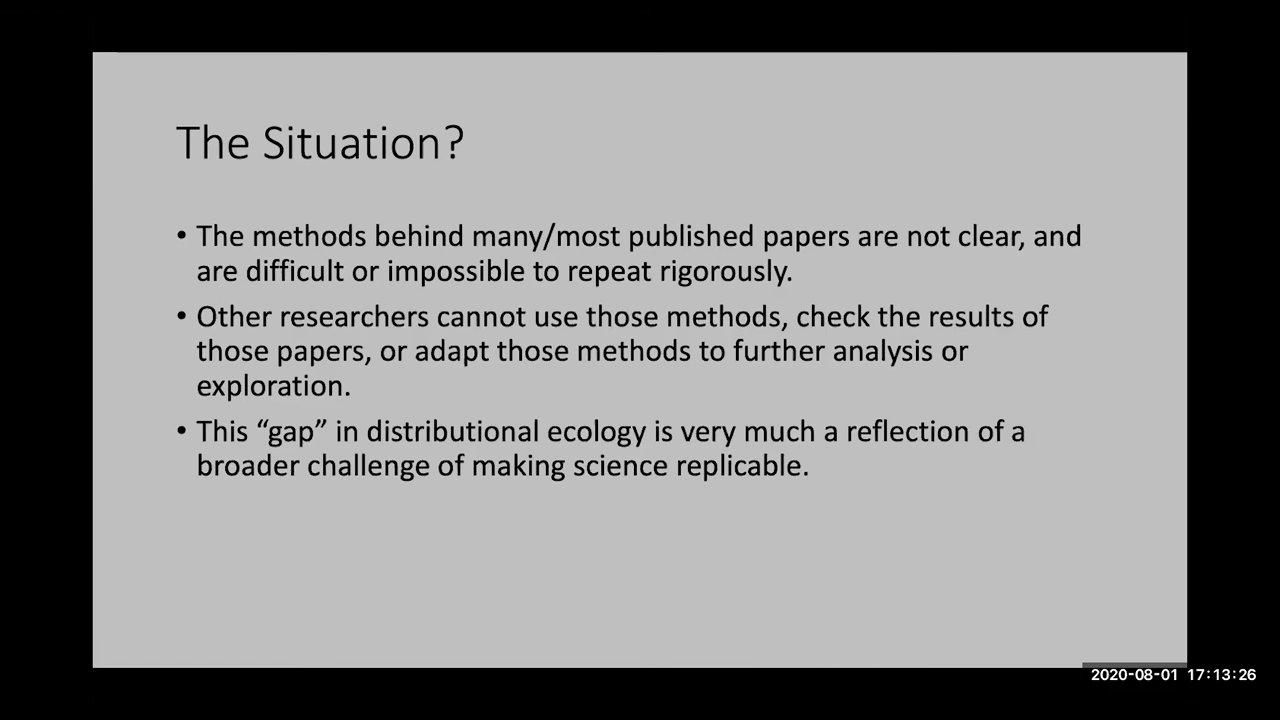 The Situation?
• The methods behind many/most published papers are not clear, and
are difficult or impossible to repeat rigorously.
• Other researchers cannot use those methods, check the results of
those papers, or adapt those methods to further analysis or
exploration.
• This “gap” in distributional ecology is very much a reflection of a
broader challenge of making science replicable.
2020-08-01 17:13:26